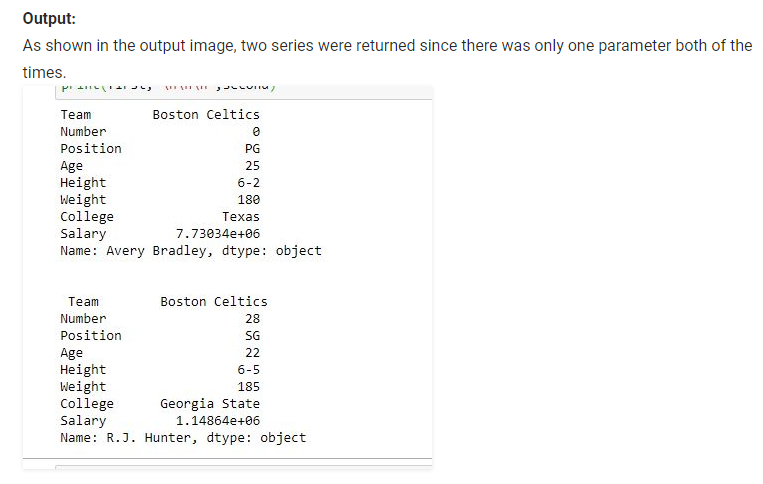 Output:
As shown in the output image, two series were returned since there was only one parameter both of the
times.
print(first, "\n\n\n",second)
Team Boston Celtics
Number 0
Position PG
Age 25
Height 6-2
Weight 180
College Texas
Salary 7.73034e+06
Name: Avery Bradley, dtype: object
Team Boston Celtics
Number 28
Position SG
Age 22
Height 6-5
Weight 185
College Georgia State
Salary 1.14864e+06
Name: R.J. Hunter, dtype: object